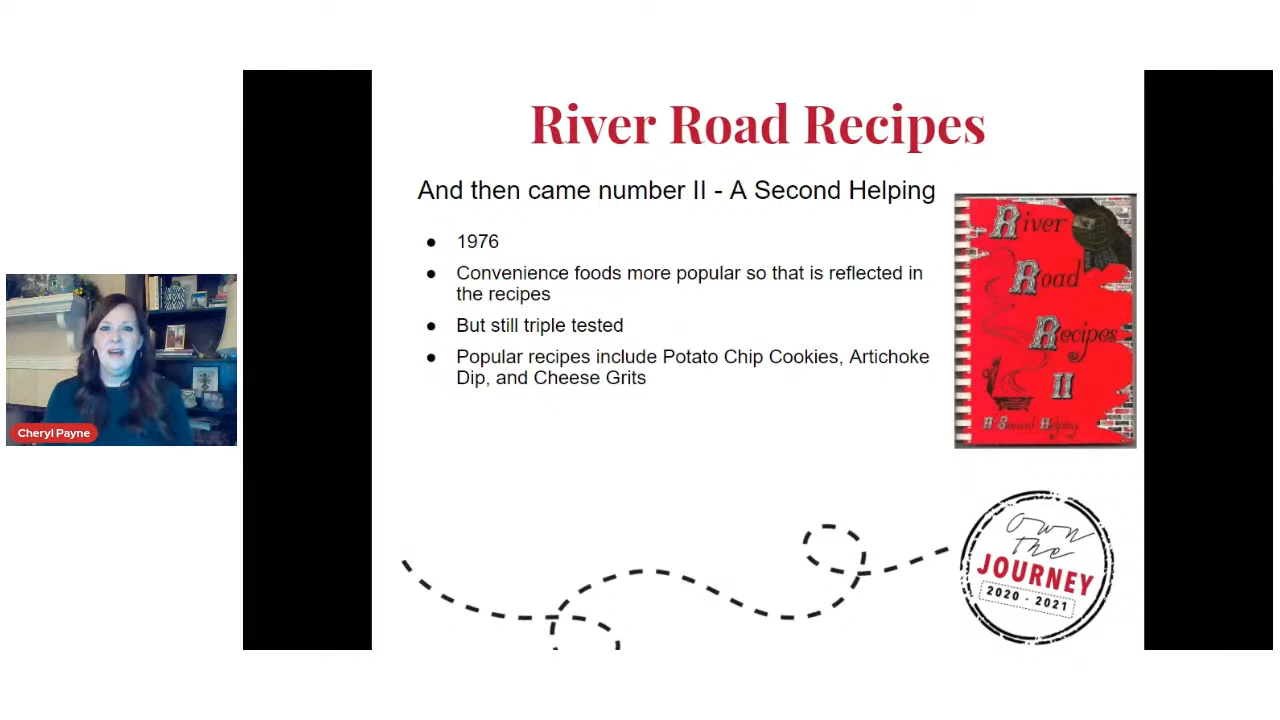 River Road Recipes
And then came number II - A Second Helping
● 1976
● Convenience foods more popular so that is reflected in
the recipes
● But still triple tested
● Popular recipes include Potato Chip Cookies, Artichoke
Dip, and Cheese Grits
River
Road
Recipes
II
A Second Helping
Cheryl Payne
Own
the
JOURNEY
2020 - 2021